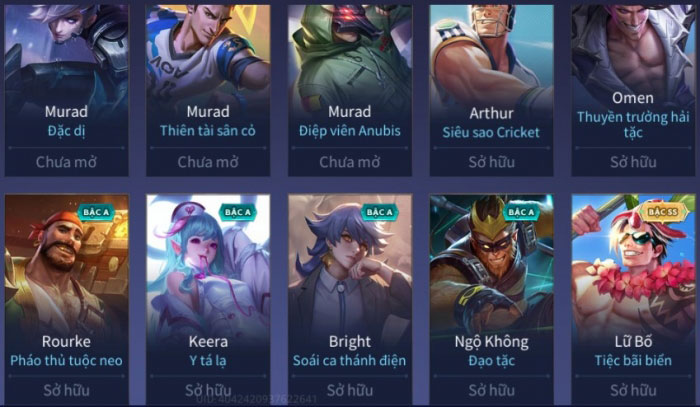 AOV
Murad
Đặc dị
Chưa mở
Murad
Thiên tài sân cỏ
Chưa mở
Murad
Điệp viên Anubis
Chưa mở
Arthur
Siêu sao Cricket
Sở hữu
Omen
Thuyền trưởng hải
tặc
Sở hữu
BẬC A
Rourke
Pháo thủ tuộc neo
Sở hữu
BẬC A
Keera
Y tá lạ
Sở hữu
BẬC A
Bright
Soái ca thánh điện
Sở hữu
BẬC A
Ngộ Không
Đạo tặc
Sở hữu
BẬC SS
Lữ Bố
Tiệc bãi biển
Sở hữu
UID: 4042420937622641